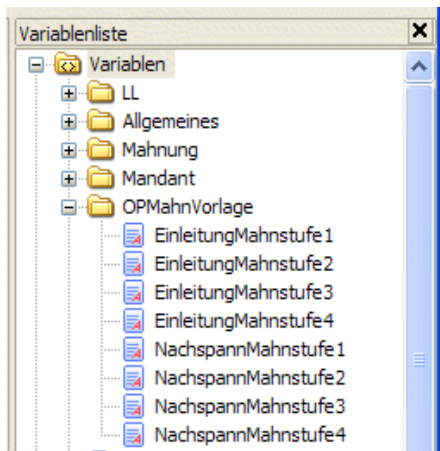 Variablenliste
Variablen
LL
Allgemeines
Mahnung
Mandant
OPMahnVorlage
EinleitungMahnstufe1
EinleitungMahnstufe2
EinleitungMahnstufe3
EinleitungMahnstufe4
NachspannMahnstufe1
NachspannMahnstufe2
NachspannMahnstufe3
NachspannMahnstufe4